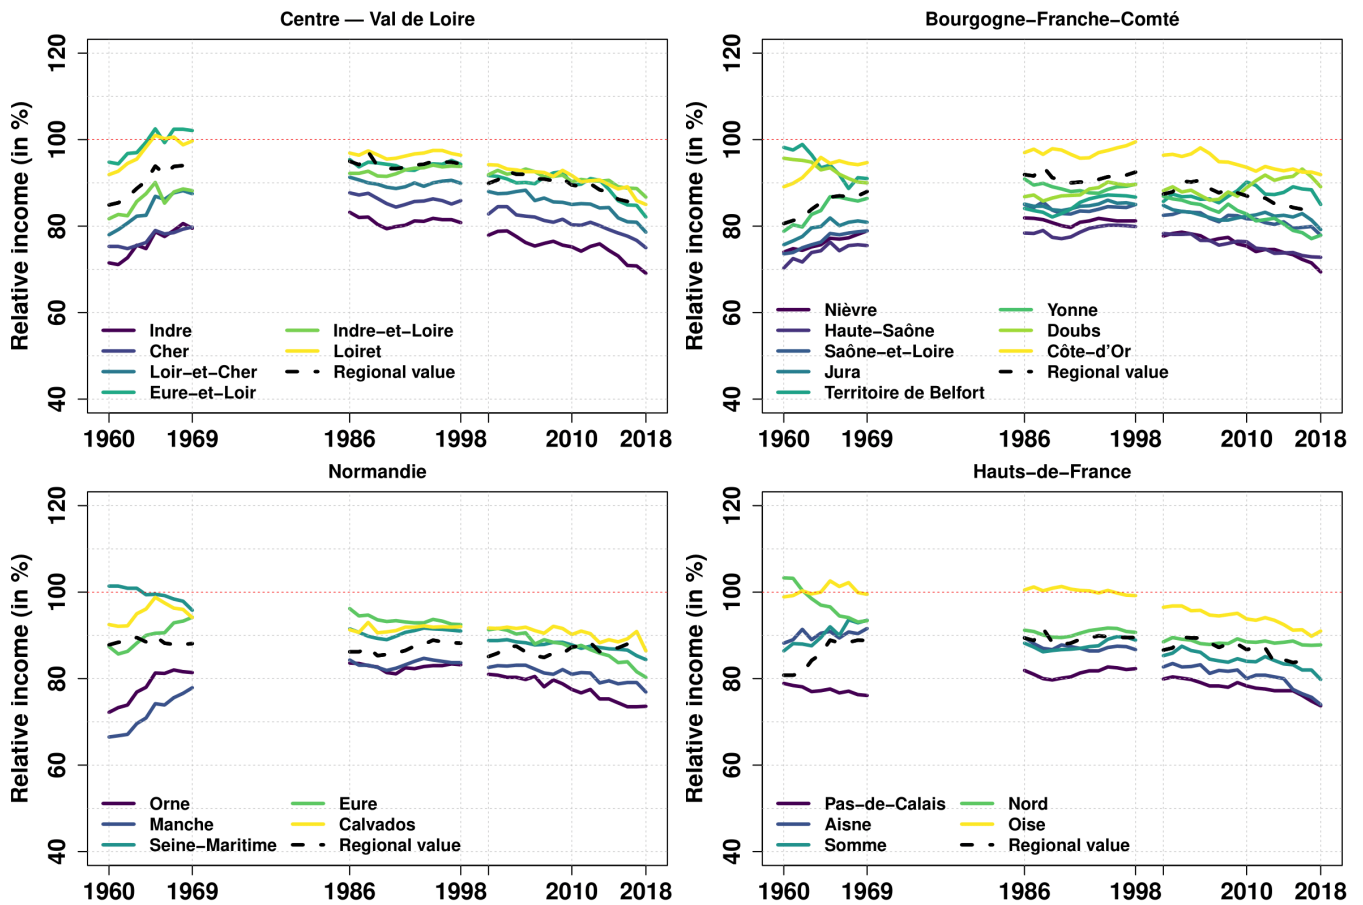 Centre — Val de Loire
Relative income (in %)
120
100
80
60
40
Indre
Cher
Loir−et−Cher
Eure−et−Loir
Indre−et−Loire
Loiret
Regional value
1960 1969 1986 1998 2010 2018
Bourgogne−Franche−Comté
Relative income (in %)
120
100
80
60
40
Nièvre
Haute−Saône
Saône−et−Loire
Jura
Territoire de Belfort
Yonne
Doubs
Côte−d’Or
Regional value
1960 1969 1986 1998 2010 2018
Normandie
Relative income (in %)
120
100
80
60
40
Orne
Manche
Seine−Maritime
Eure
Calvados
Regional value
1960 1969 1986 1998 2010 2018
Hauts−de−France
Relative income (in %)
120
100
80
60
40
Pas−de−Calais
Aisne
Somme
Nord
Oise
Regional value
1960 1969 1986 1998 2010 2018